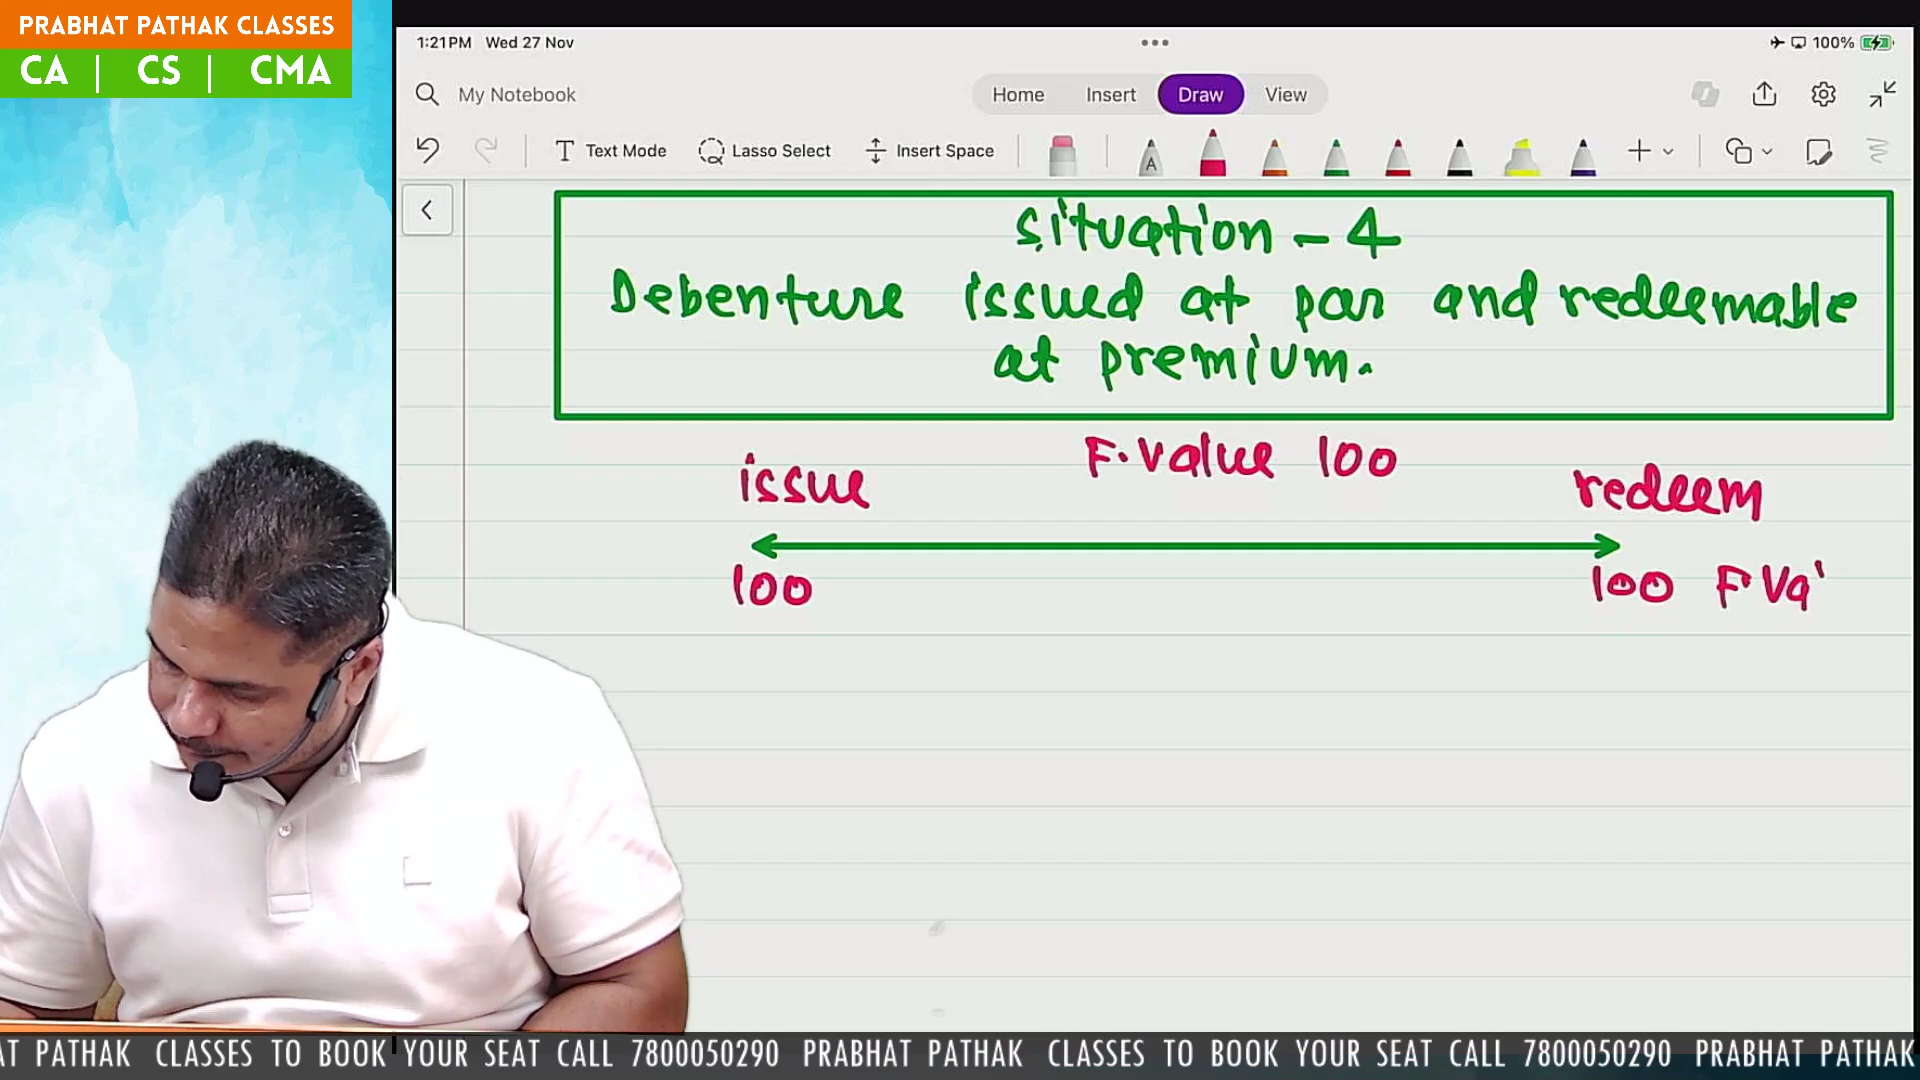 PRABHAT PATHAK CLASSES
CA | CS | CMA
1:21PM Wed 27 Nov
100%
My Notebook
Home Insert Draw View
Text Mode Lasso Select Insert Space
A
situation - 4
Debenture issued at par and redeemable
at premium.
F. Value 100
issue redeem
100 100 F. Va
AT PATHAK CLASSES TO BOOK YOUR SEAT CALL 7800050290 PRABHAT PATHAK CLASSES TO BOOK YOUR SEAT CALL 7800050290 PRABHAT PATHAK